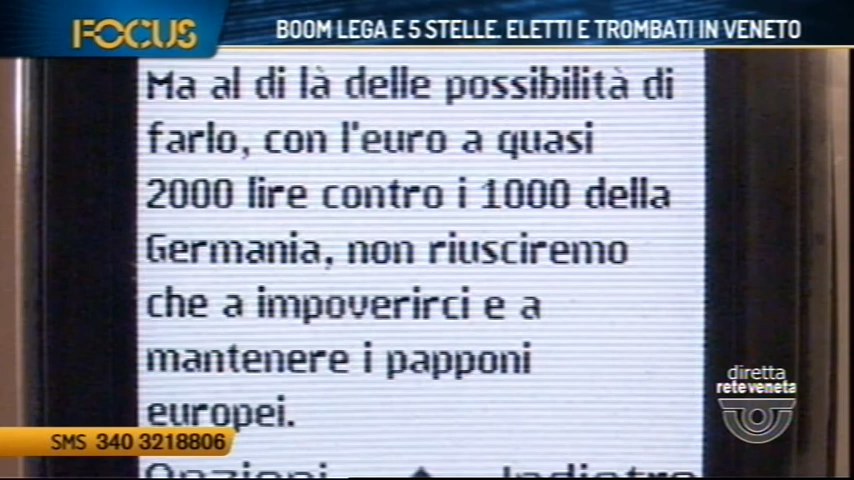 FOCUS
BOOM LEGA E 5 STELLE. ELETTI E TROMBATI IN VENETO
Ma al di là delle possibilità di
farlo, con l'euro a quasi
2000 lire contro i 1000 della
Germania, non riusciremo
che a impoverirci e a
mantenere i papponi
europei.
diretta
reteveneta
SMS 340 3218806
Opzioni Indietro